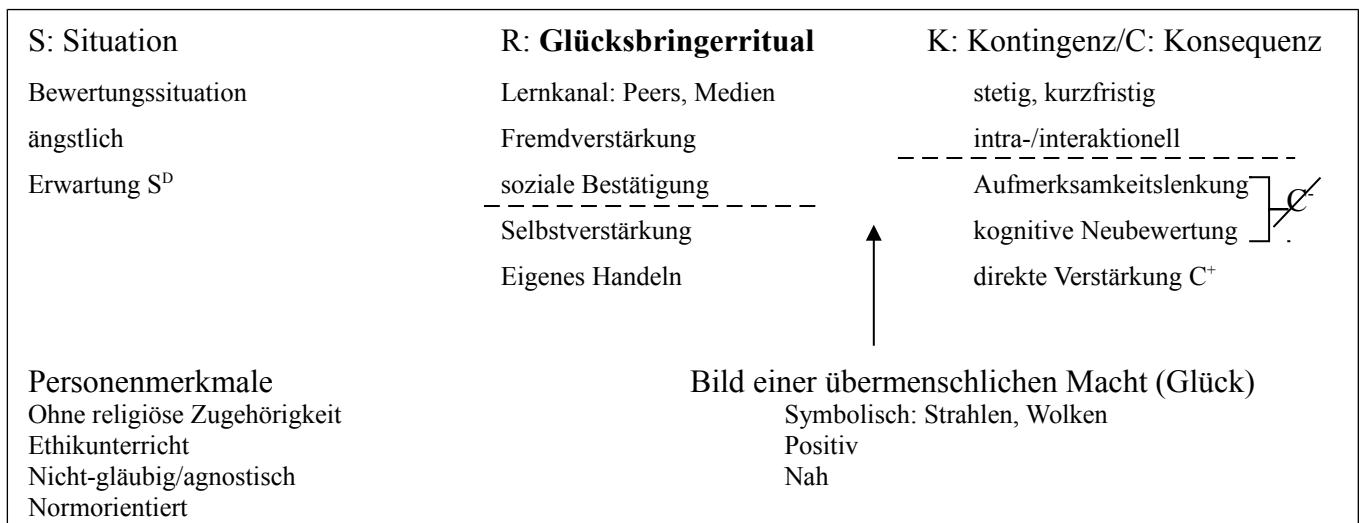 S: Situation
Bewertungssituation
ängstlich
Erwartung S^D
R: Glücksbringerritual
Lernkanal: Peers, Medien
Fremdverstärkung
soziale Bestätigung
Selbstverstärkung
Eigenes Handeln
K: Kontingenz/C: Konsequenz
stetig, kurzfristig
intra-/interaktionell
Aufmerksamkeitslenkung
kognitive Neubewertung
C^-
direkte Verstärkung C^+
Personenmerkmale
Ohne religiöse Zugehörigkeit
Ethikunterricht
Nicht-gläubig/agnostisch
Normorientiert
Bild einer übermenschlichen Macht (Glück)
Symbolisch: Strahlen, Wolken
Positiv
Nah